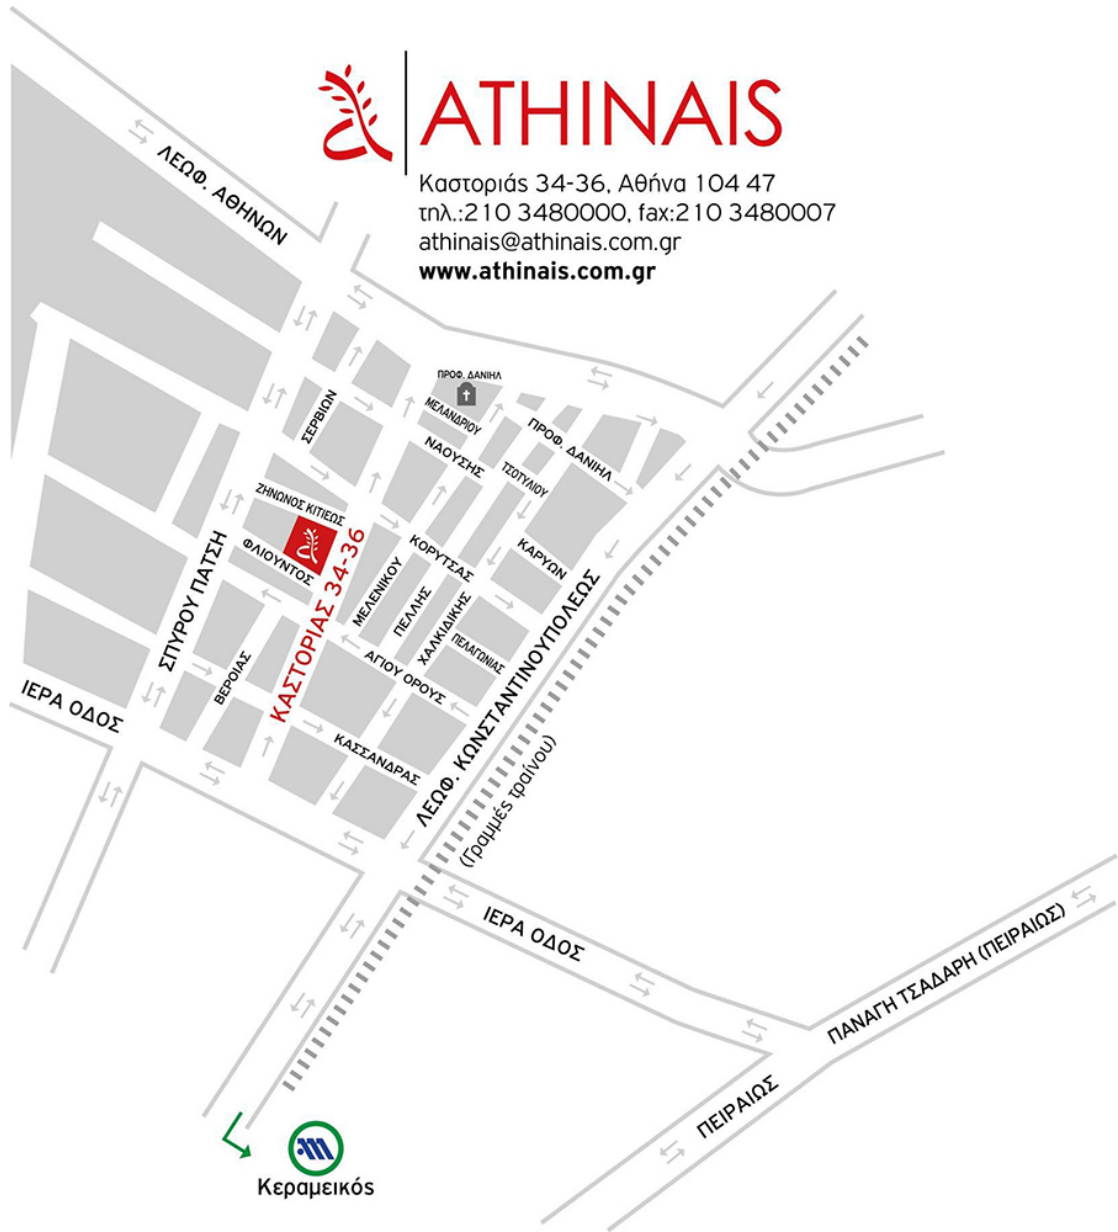 ATHINAIS
Καστοριάς 34-36, Αθήνα 104 47
τηλ.:210 3480000, fax:210 3480007
athinais@athinais.com.gr
www.athinais.com.gr
ΛΕΩΦ. ΑΘΗΝΩΝ
ΠΡΟΦ. ΔΑΝΙΗΛ
ΜΕΛΑΝΔΡΙΟΥ
ΣΕΡΒΙΩΝ
ΝΑΟΥΣΗΣ
ΠΡΟΦ. ΔΑΝΙΗΛ
ΤΣΟΤΥΛΙΟΥ
ΖΗΝΩΝΟΣ ΚΙΤΙΕΩΣ
ΦΛΙΟΥΝΤΟΣ
ΚΑΣΤΟΡΙΑΣ 34-36
ΚΟΡΥΤΣΑΣ
ΚΑΡΥΩΝ
ΣΠΥΡΟΥ ΠΑΤΣΗ
ΜΕΛΕΝΙΚΟΥ
ΠΕΛΛΗΣ
ΧΑΛΚΙΔΙΚΗΣ
ΠΕΛΑΓΩΝΙΑΣ
ΑΓΙΟΥ ΟΡΟΥΣ
ΒΕΡΟΙΑΣ
ΛΕΩΦ. ΚΩΝΣΤΑΝΤΙΝΟΥΠΟΛΕΩΣ
ΙΕΡΑ ΟΔΟΣ
ΚΑΣΣΑΝΔΡΑΣ
(Γραμμές τραίνου)
ΙΕΡΑ ΟΔΟΣ
ΠΑΝΑΓΗ ΤΣΑΔΑΡΗ (ΠΕΙΡΑΙΩΣ)
ΠΕΙΡΑΙΩΣ
Κεραμεικός